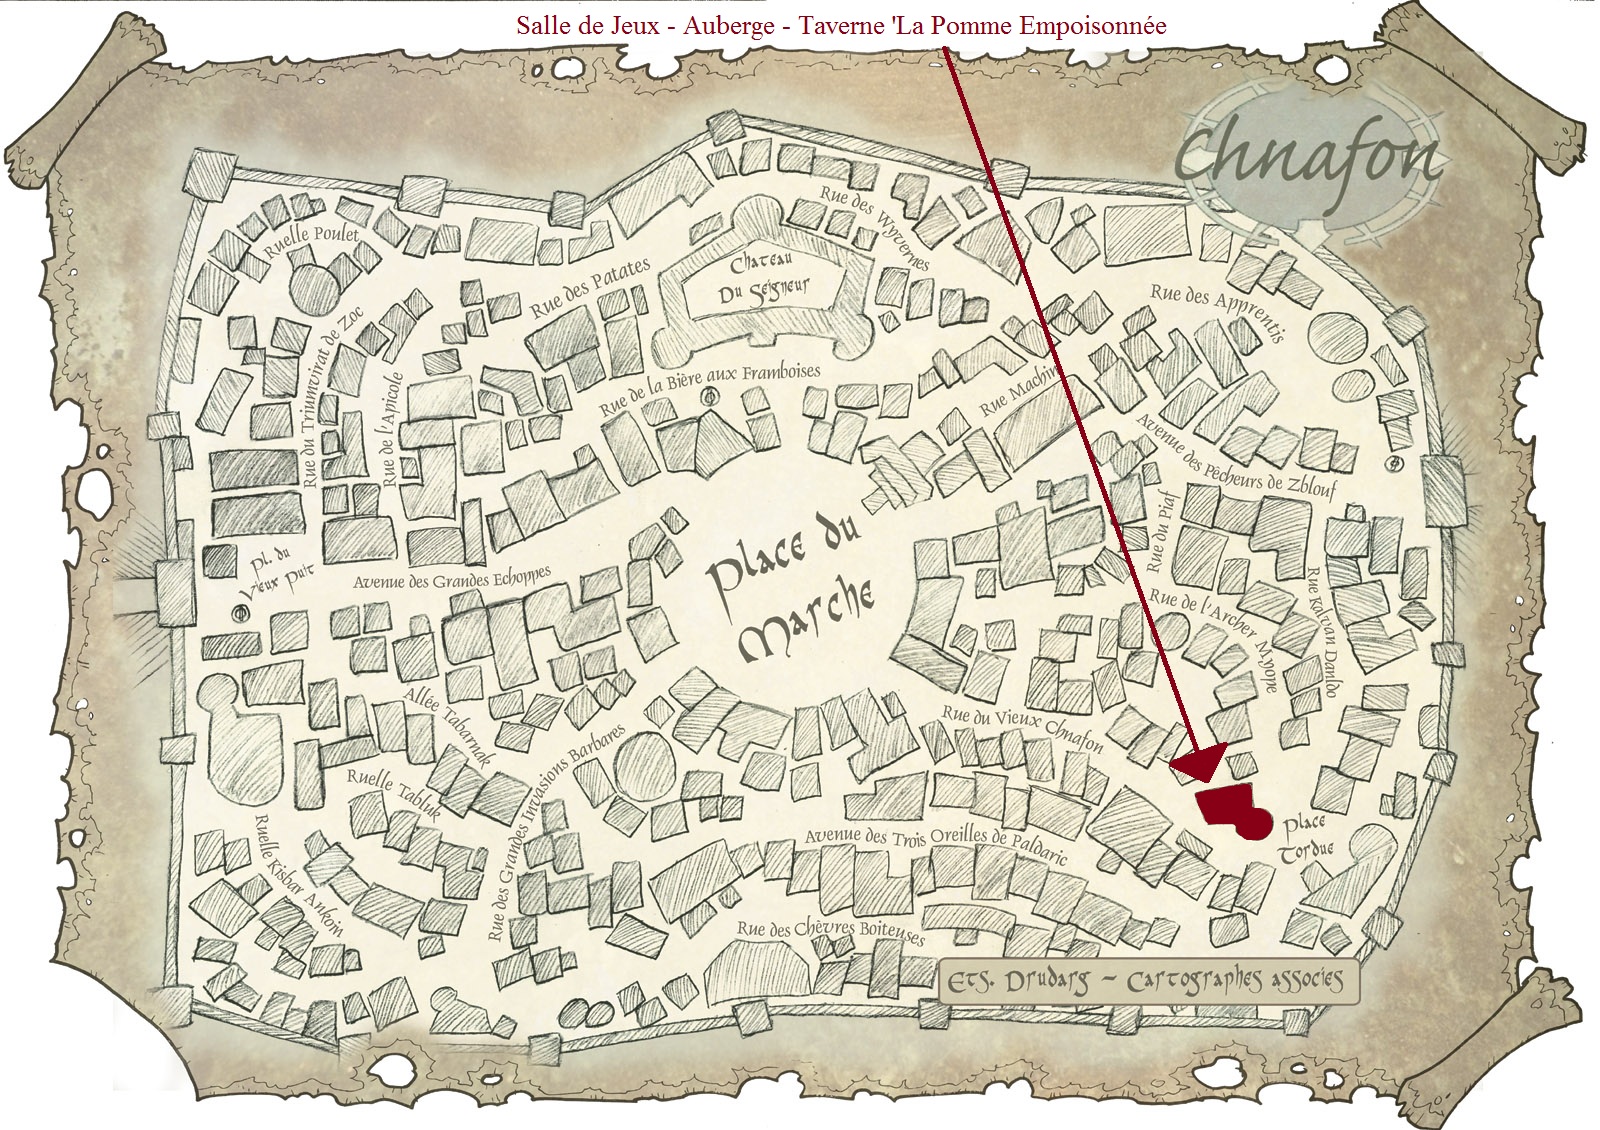 Salle de Jeux - Auberge - Taverne 'La Pomme Empoisonnée
Chnafon
Rue des Wyvernes
Ruelle Poulet
Chateau
Du Seigneur
Rue des Patates
Rue des Apprentis
Rue du Triumvirat de Zoc
Rue de l'Apicole
Rue de la Bière aux Framboises
Rue Machin
Avenue des Pêcheurs de Zblouf
Place du
Marche
Rue du Piaf
Pl. du
Vieux Puit
Avenue des Grandes Echoppes
Rue de l'Archer Myope
Rue Kalvan Danldo
Allée Tabarnak
Rue du Vieux Chnafon
Ruelle Tabluk
Rue des Grandes Invasions Barbares
Place
Tordue
Avenue des Trois Oreilles de Paldaric
Ruelle Kisbar Ankoin
Rue des Chèvres Boiteuses
Ets. Drudarg ~ Cartographes associes